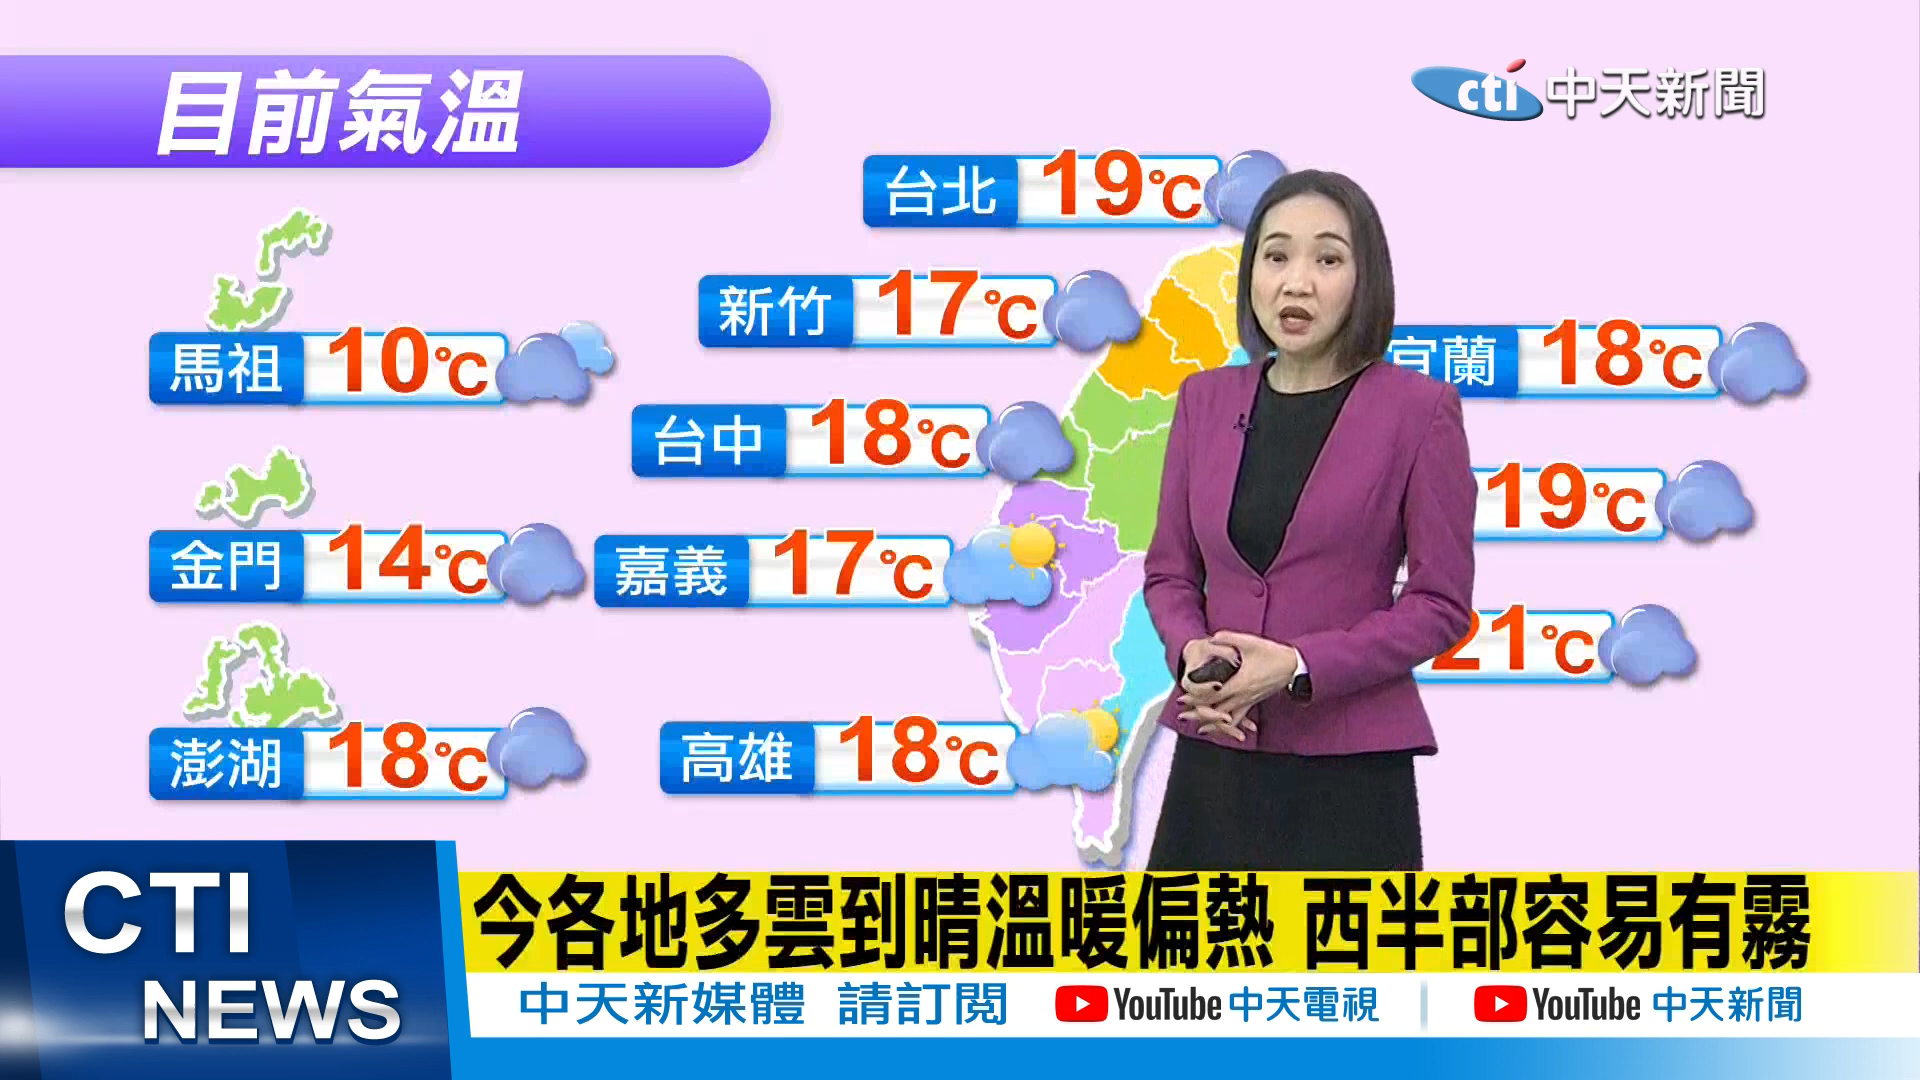 目前氣溫
cti 中天新聞
台北 19℃
新竹 17℃
馬祖 10℃
宜蘭 18℃
台中 18℃
19℃
金門 14℃
嘉義 17℃
21℃
澎湖 18℃
高雄 18℃
CTI NEWS
今各地多雲到晴溫暖偏熱 西半部容易有霧
中天新媒體 請訂閱 YouTube 中天電視 | YouTube 中天新聞